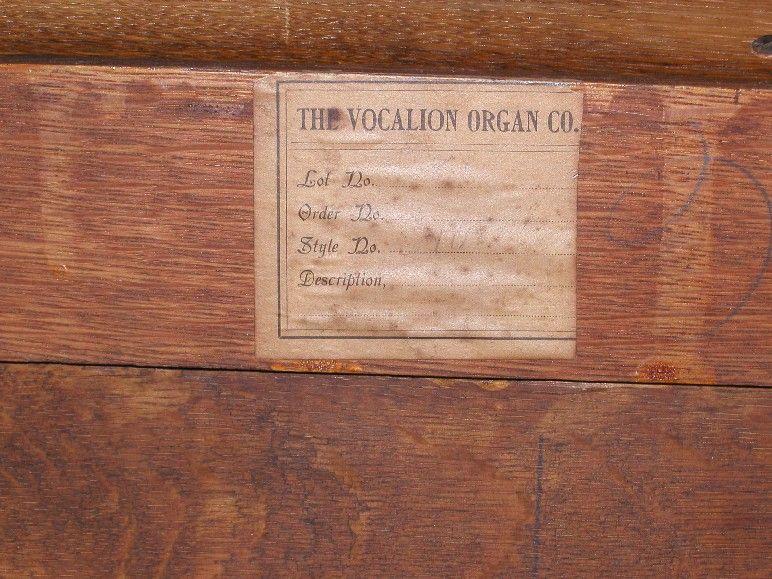 THE VOCALION ORGAN CO.
Lot No.
Order No.
Style No.
Description,